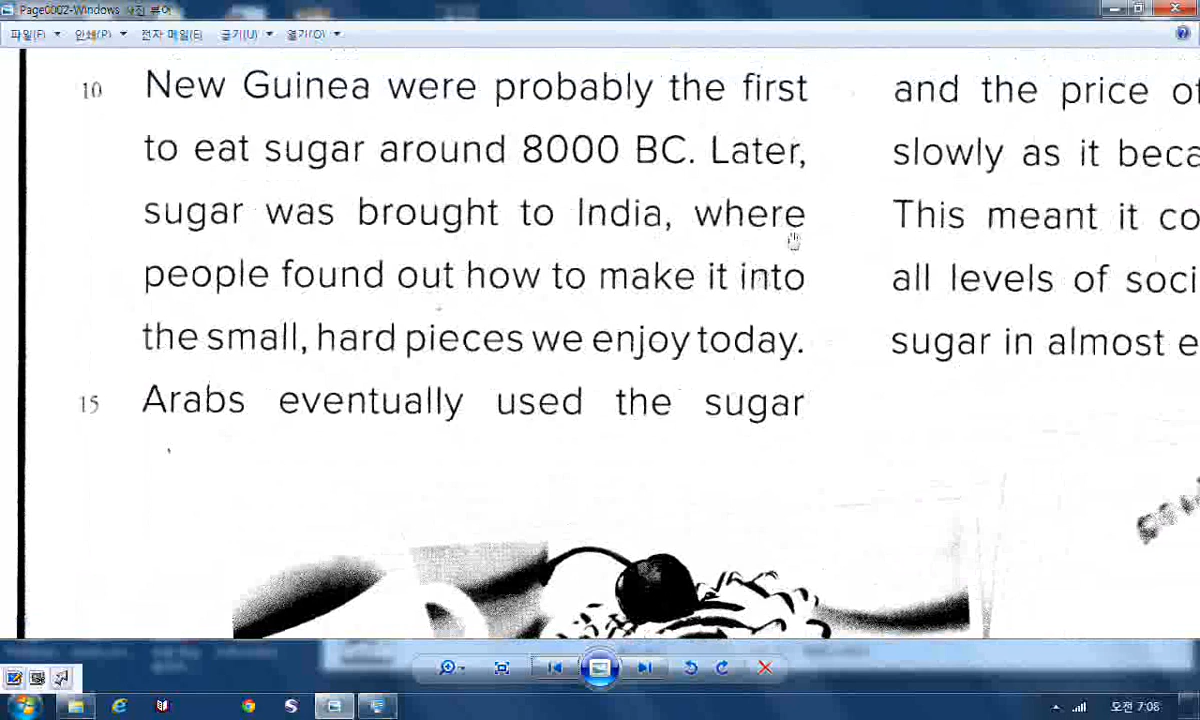 Page0002-Windows 사진 뷰어
파일(F) 인쇄(P) 전자 메일(E) 굽기(U) 열기(O)
10 New Guinea were probably the first
to eat sugar around 8000 BC. Later,
sugar was brought to India, where
people found out how to make it into
the small, hard pieces we enjoy today.
15 Arabs eventually used the sugar
and the price of
slowly as it beca
This meant it co
all levels of soci
sugar in almost e
오전 7:08